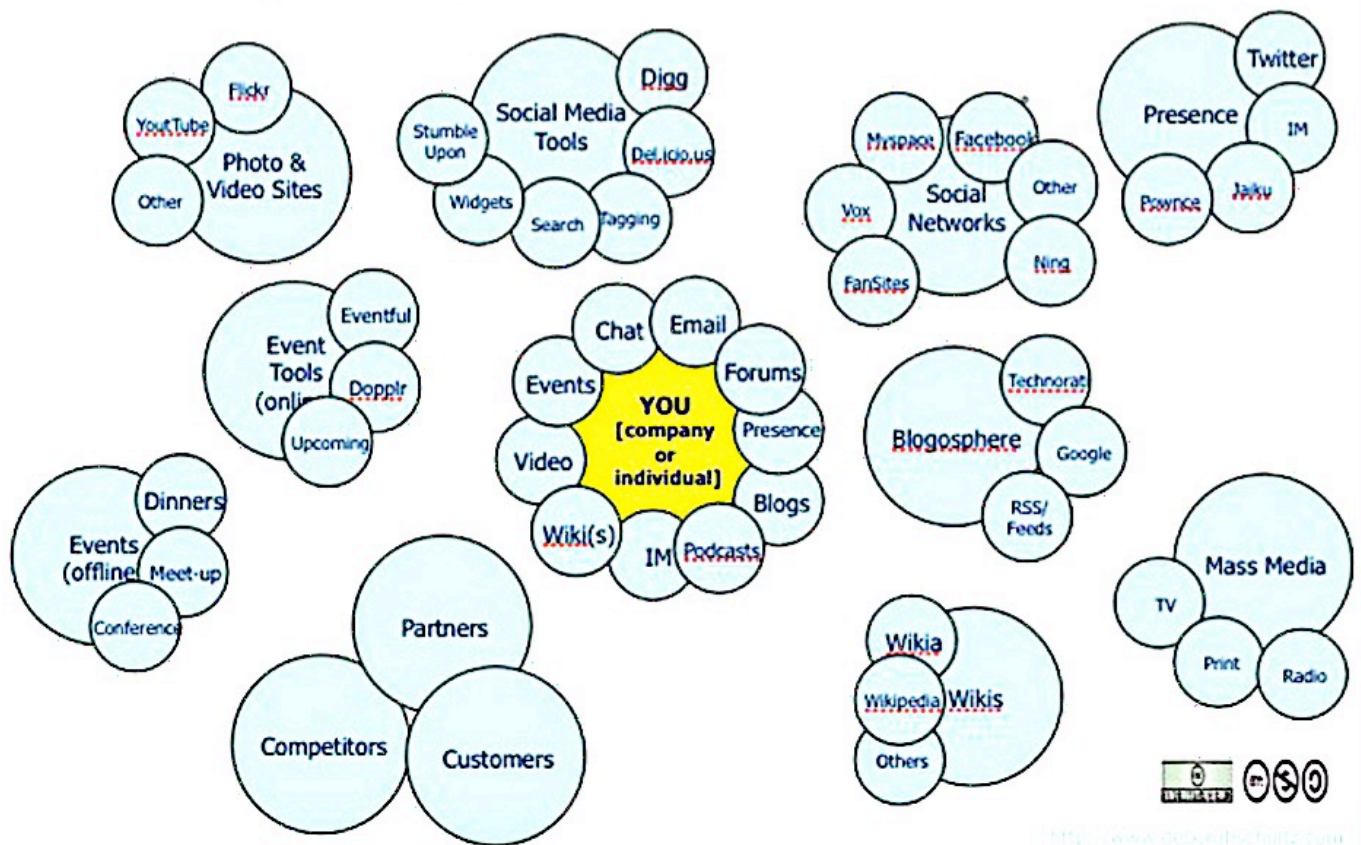 Flickr
YoutTube
Photo &
Video Sites
Other
Social Media
Tools
Digg
Stumble
Upon
Del.icio.us
Widgets
Search
Tagging
Myspace
Facebook
Social
Networks
Other
Vox
Ning
FanSites
Presence
Twitter
IM
Jaiku
Pownce
Event
Tools
Eventful
Dopplr
Upcoming
YOU
[company
or
individual]
Chat
Email
Forums
Presence
Blogs
Podcasts
IM
Wiki(s)
Video
Events
Blogosphere
Technorati
Google
RSS/
Feeds
Events
(offline
Dinners
Meet-up
Conference
Partners
Competitors
Customers
Wikia
Wikipedia
Wikis
Others
Mass Media
TV
Print
Radio